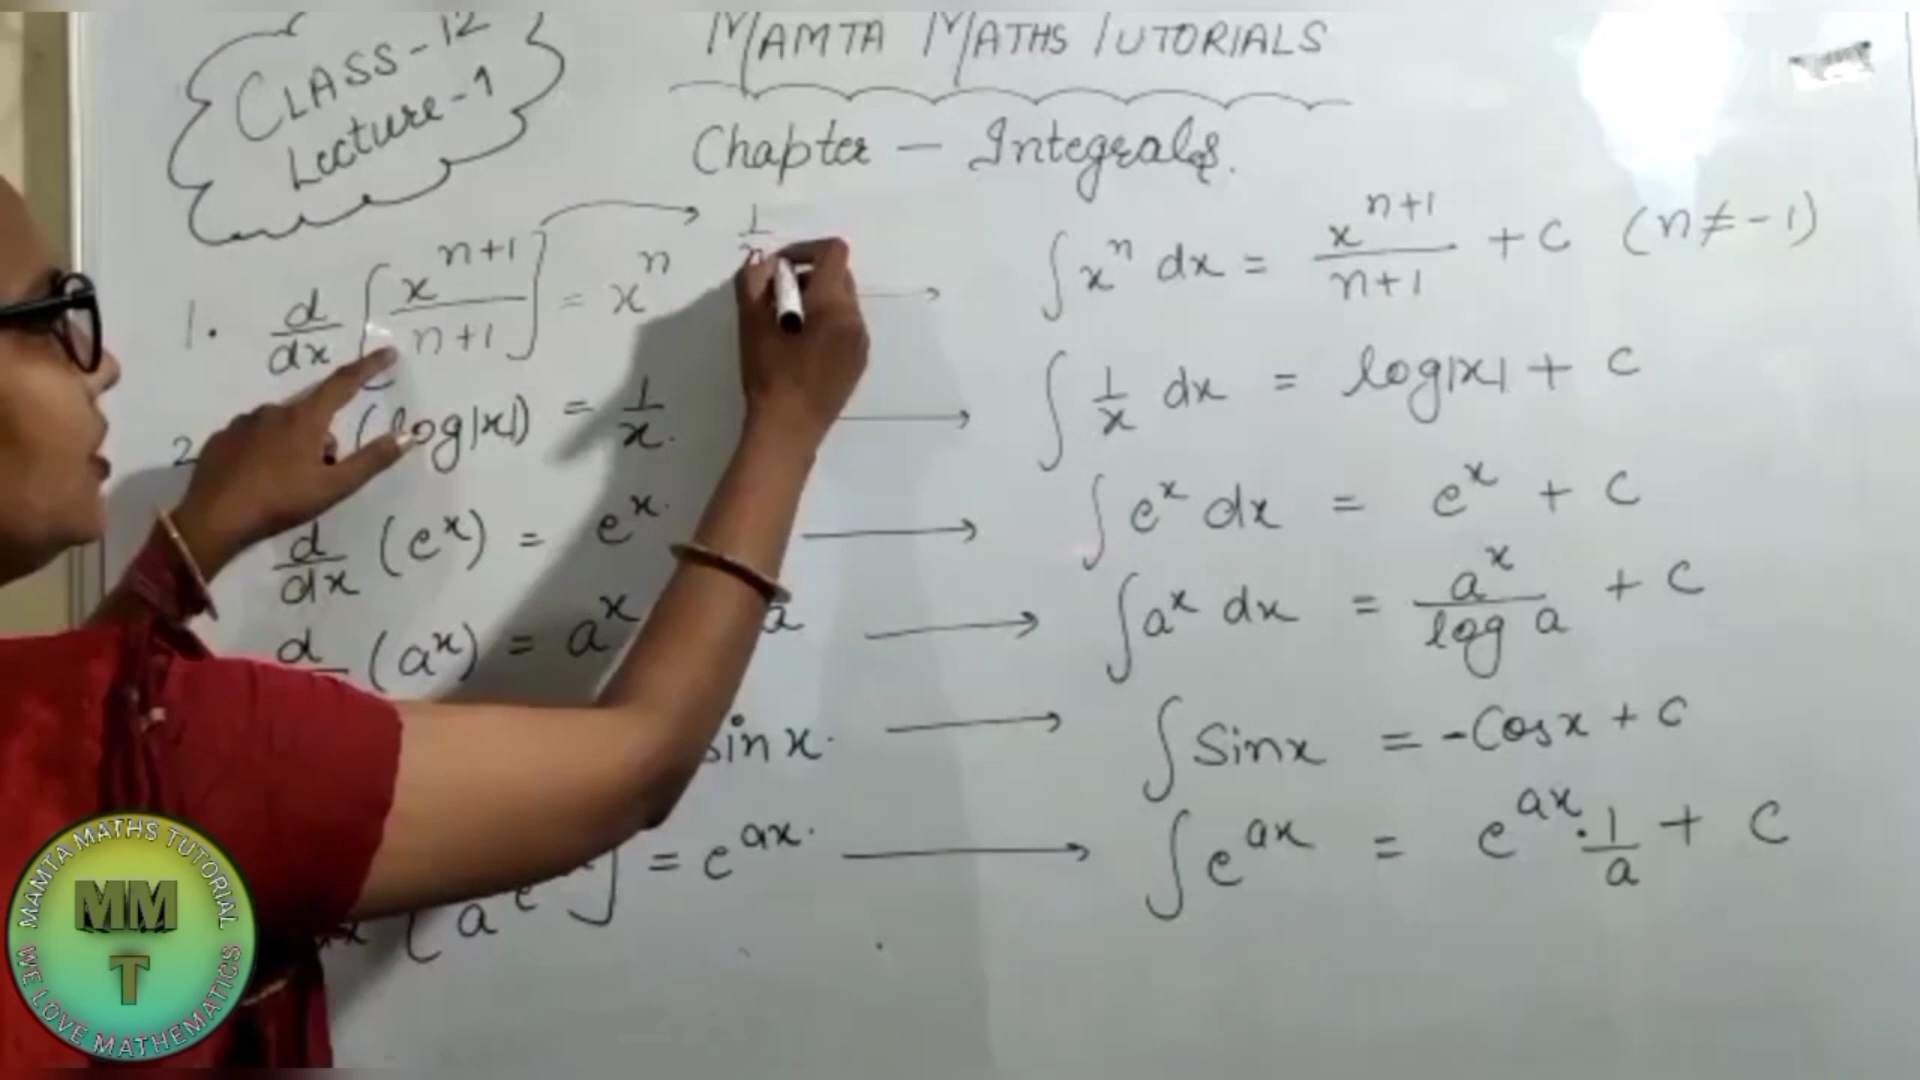 CLASS-12
Lecture-1
MAMTA MATHS TUTORIALS
Chapter — Integrals.
1. d/dx [x^(n+1)/(n+1)] = x^n → 1/n → ∫ x^n dx = x^(n+1)/(n+1) + C (n ≠ -1)
2 (log|x|) = 1/x. → ∫ 1/x dx = log|x| + C
d/dx (e^x) = e^x. → ∫ e^x dx = e^x + C
d (a^x) = a^x a → ∫ a^x dx = a^x/log a + C
Sin x. → ∫ Sinx = -Cosx + C
= e^ax. → ∫ e^ax = e^ax . 1/a + C
MAMTA MATHS TUTORIAL
MM
T
WE LOVE MATHEMATICS